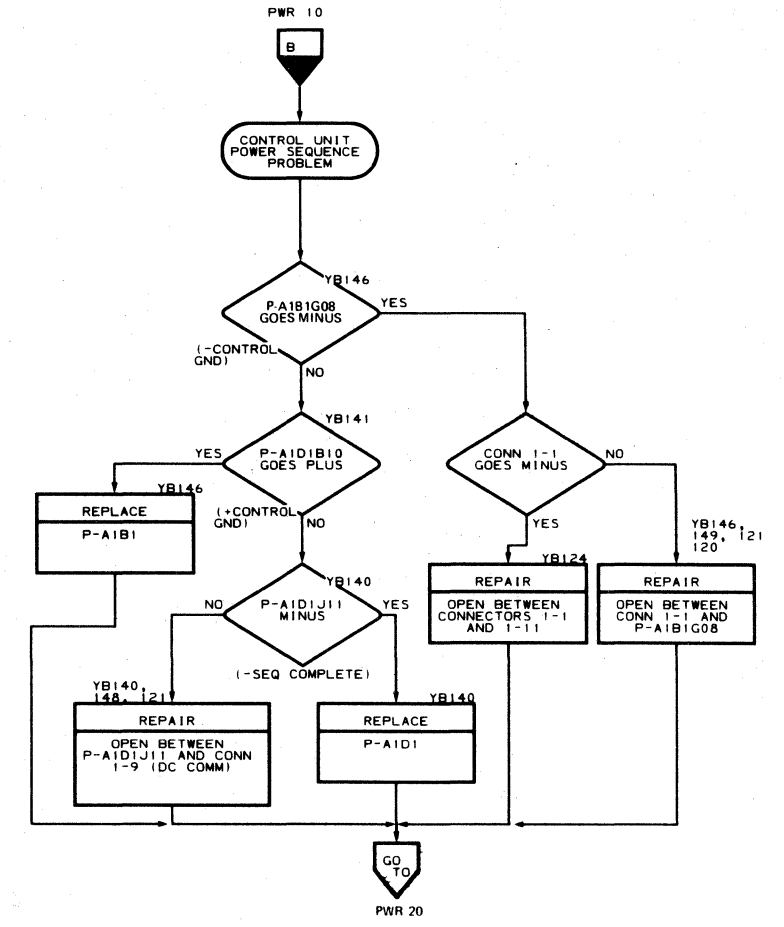 PWR 10
B
CONTROL UNIT
POWER SEQUENCE
PROBLEM
YB146
P-A1B1G08
GOES MINUS
YES
(-CONTROL
GND)
NO
YB141
P-A1D1B10
GOES PLUS
YES
(+CONTROL
GND)
NO
CONN 1-1
GOES MINUS
NO
YES
YB146
REPLACE
P-A1B1
YB140
P-A1D1J11
MINUS
NO
YES
(-SEQ COMPLETE)
YB124
REPAIR
OPEN BETWEEN
CONNECTORS 1-1
AND 1-11
YB146,
149, 121
120
REPAIR
OPEN BETWEEN
CONN 1-1 AND
P-A1B1G08
YB140,
148, 121
REPAIR
OPEN BETWEEN
P-A1D1J11 AND CONN
1-9 (DC COMM)
YB140
REPLACE
P-A1D1
GO
TO
PWR 20